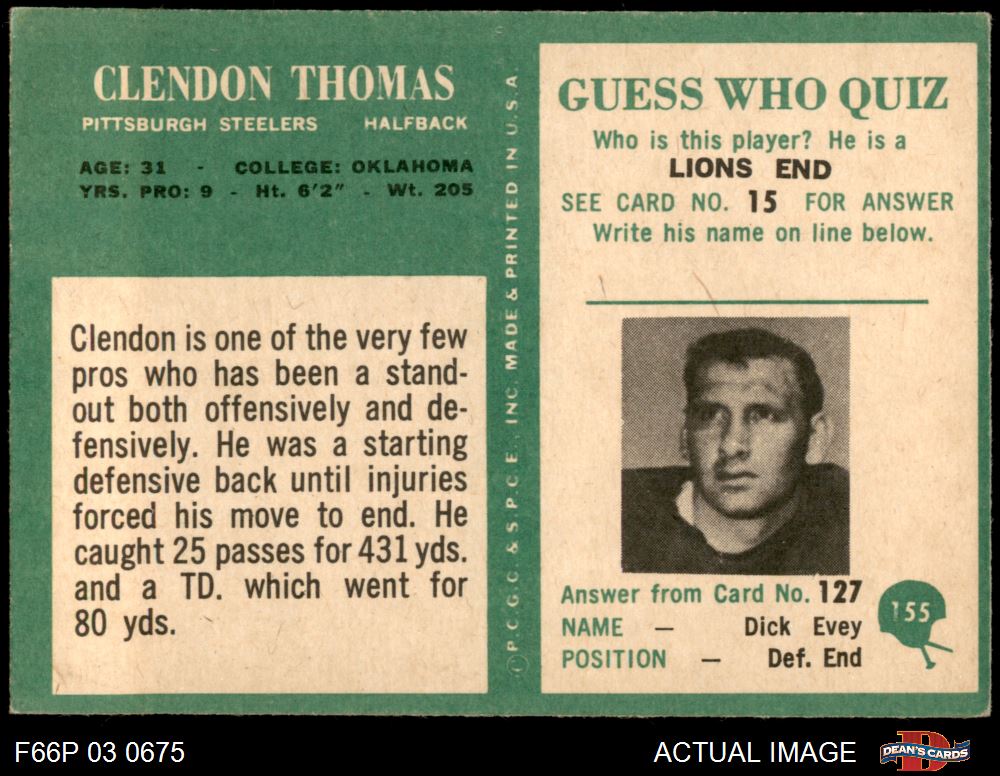 CLENDON THOMAS
PITTSBURGH STEELERS HALFBACK
AGE: 31 - COLLEGE: OKLAHOMA
YRS. PRO: 9 - Ht. 6'2" - Wt. 205
Clendon is one of the very few
pros who has been a stand-
out both offensively and de-
fensively. He was a starting
defensive back until injuries
forced his move to end. He
caught 25 passes for 431 yds.
and a TD. which went for
80 yds.
©P.C.G.C. & S.P.C.E., INC. MADE & PRINTED IN U.S.A.
GUESS WHO QUIZ
Who is this player? He is a
LIONS END
SEE CARD NO. 15 FOR ANSWER
Write his name on line below.
Answer from Card No. 127
NAME — Dick Evey
POSITION — Def. End
155
F66P 03 0675
ACTUAL IMAGE
D
DEAN'S CARDS